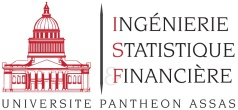 INGÉNIERIE
STATISTIQUE
&
FINANCIÈRE
UNIVERSITE PANTHEON ASSAS